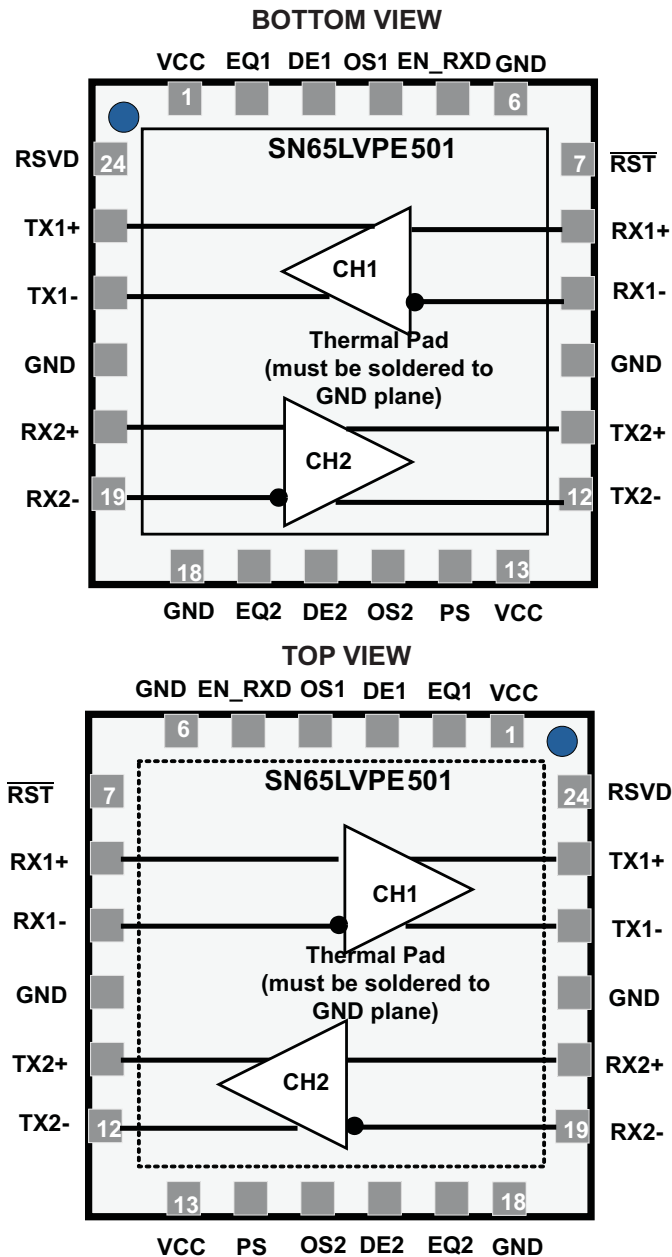 BOTTOM VIEW
VCC EQ1 DE1 OS1 EN_RXD GND
1 6
SN65LVPE501
RSVD 24 7 RST
TX1+ RX1+
CH1
TX1- RX1-
Thermal Pad
(must be soldered to
GND plane)
GND GND
RX2+ TX2+
CH2
RX2- 19 12 TX2-
18 13
GND EQ2 DE2 OS2 PS VCC
TOP VIEW
GND EN_RXD OS1 DE1 EQ1 VCC
6 1
SN65LVPE501
RST 7 24 RSVD
RX1+ TX1+
CH1
RX1- TX1-
Thermal Pad
(must be soldered to
GND plane)
GND GND
TX2+ RX2+
CH2
TX2- 12 19 RX2-
13 18
VCC PS OS2 DE2 EQ2 GND